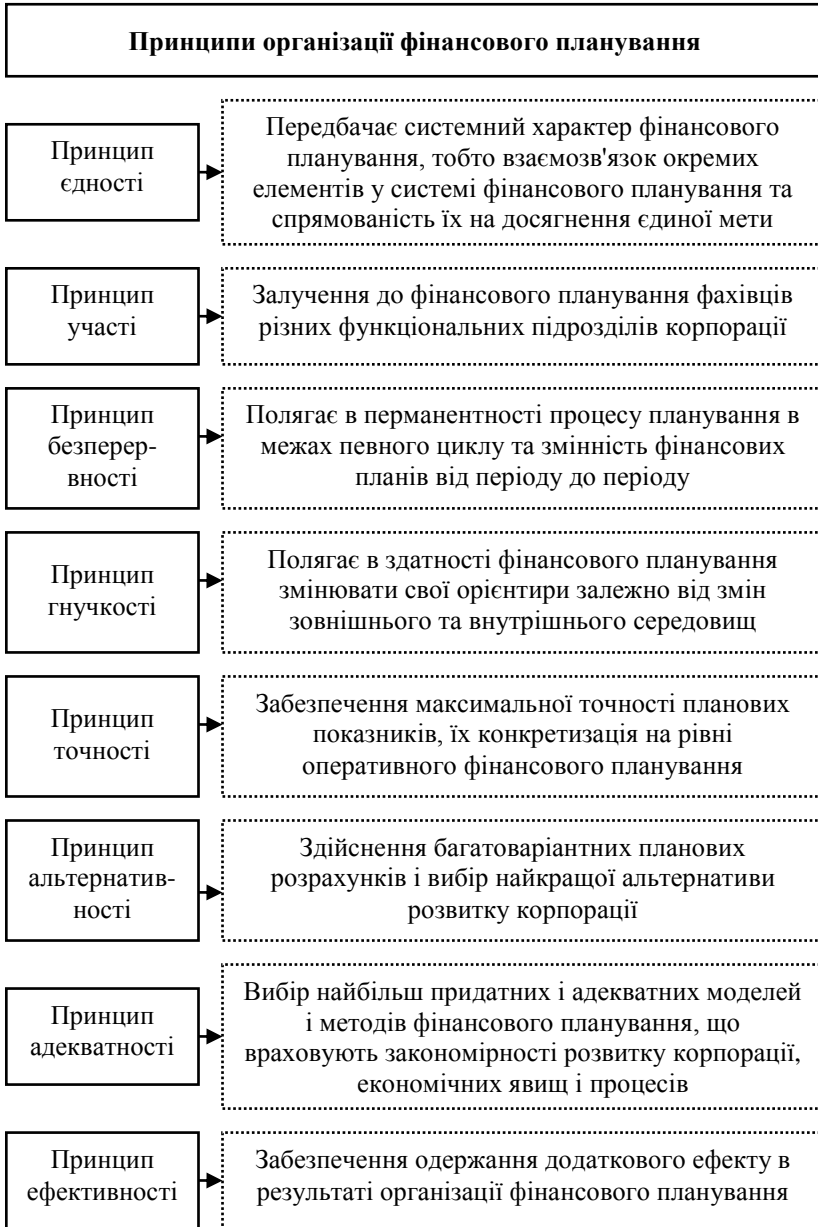 Принципи організації фінансового планування
Принцип
єдності
Передбачає системний характер фінансового
планування, тобто взаємозв'язок окремих
елементів у системі фінансового планування та
спрямованість їх на досягнення єдиної мети
Принцип
участі
Залучення до фінансового планування фахівців
різних функціональних підрозділів корпорації
Принцип
безперер-
вності
Полягає в перманентності процесу планування в
межах певного циклу та змінність фінансових
планів від періоду до періоду
Принцип
гнучкості
Полягає в здатності фінансового планування
змінювати свої орієнтири залежно від змін
зовнішнього та внутрішнього середовищ
Принцип
точності
Забезпечення максимальної точності планових
показників, їх конкретизація на рівні
оперативного фінансового планування
Принцип
альтернатив-
ності
Здійснення багатоваріантних планових
розрахунків і вибір найкращої альтернативи
розвитку корпорації
Принцип
адекватності
Вибір найбільш придатних і адекватних моделей
і методів фінансового планування, що
враховують закономірності розвитку корпорації,
економічних явищ і процесів
Принцип
ефективності
Забезпечення одержання додаткового ефекту в
результаті організації фінансового планування